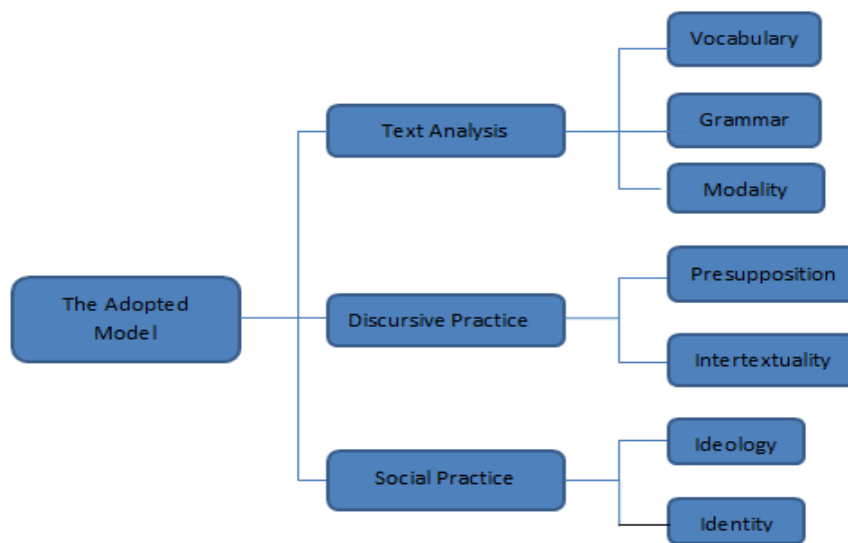 Vocabulary
Text Analysis
Grammar
Modality
The Adopted
Model
Discursive Practice
Presupposition
Intertextuality
Social Practice
Ideology
Identity